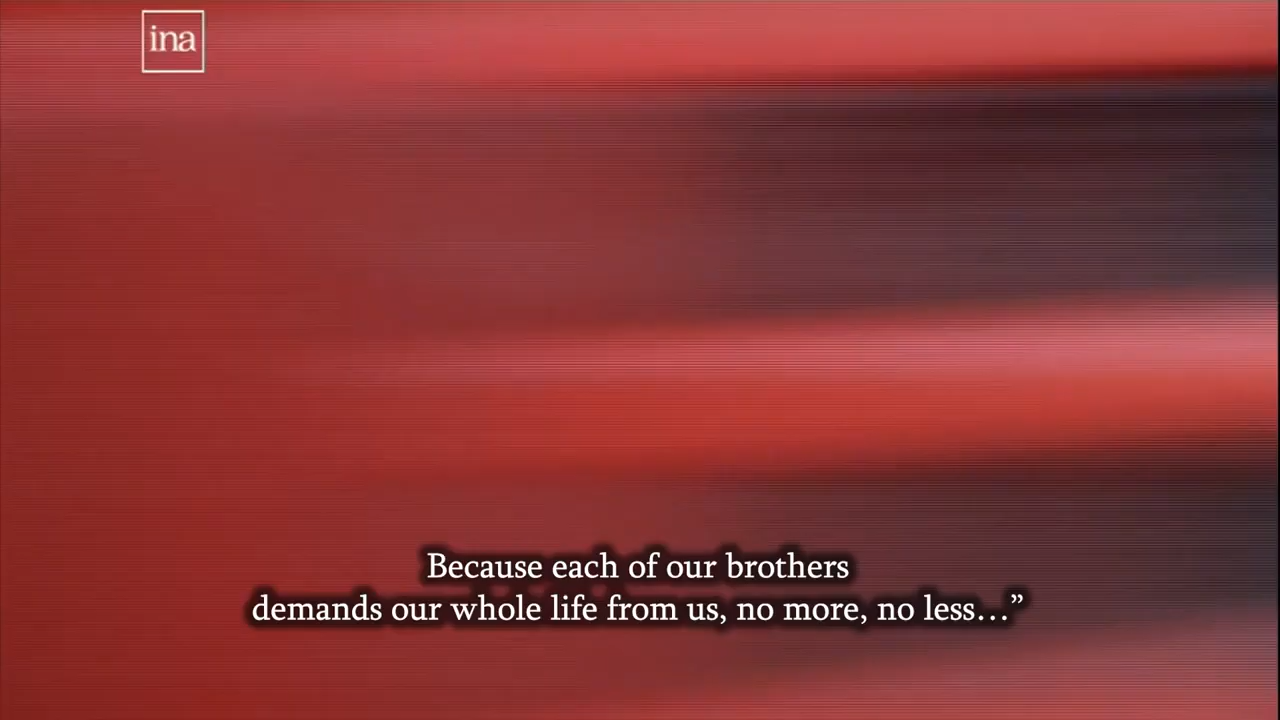 ina
Because each of our brothers
demands our whole life from us, no more, no less…”